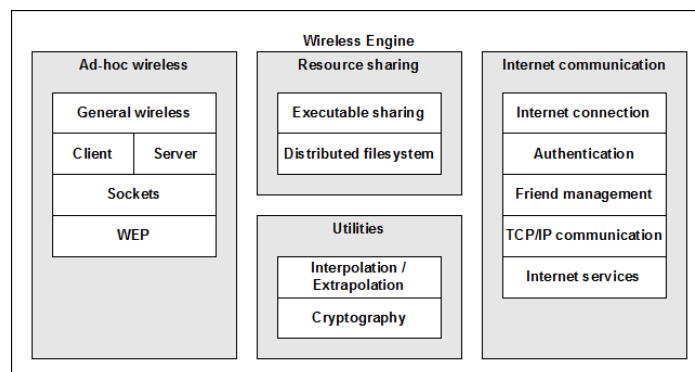 Wireless Engine
Ad-hoc wireless
General wireless
Client
Server
Sockets
WEP
Resource sharing
Executable sharing
Distributed filesystem
Utilities
Interpolation /
Extrapolation
Cryptography
Internet communication
Internet connection
Authentication
Friend management
TCP/IP communication
Internet services